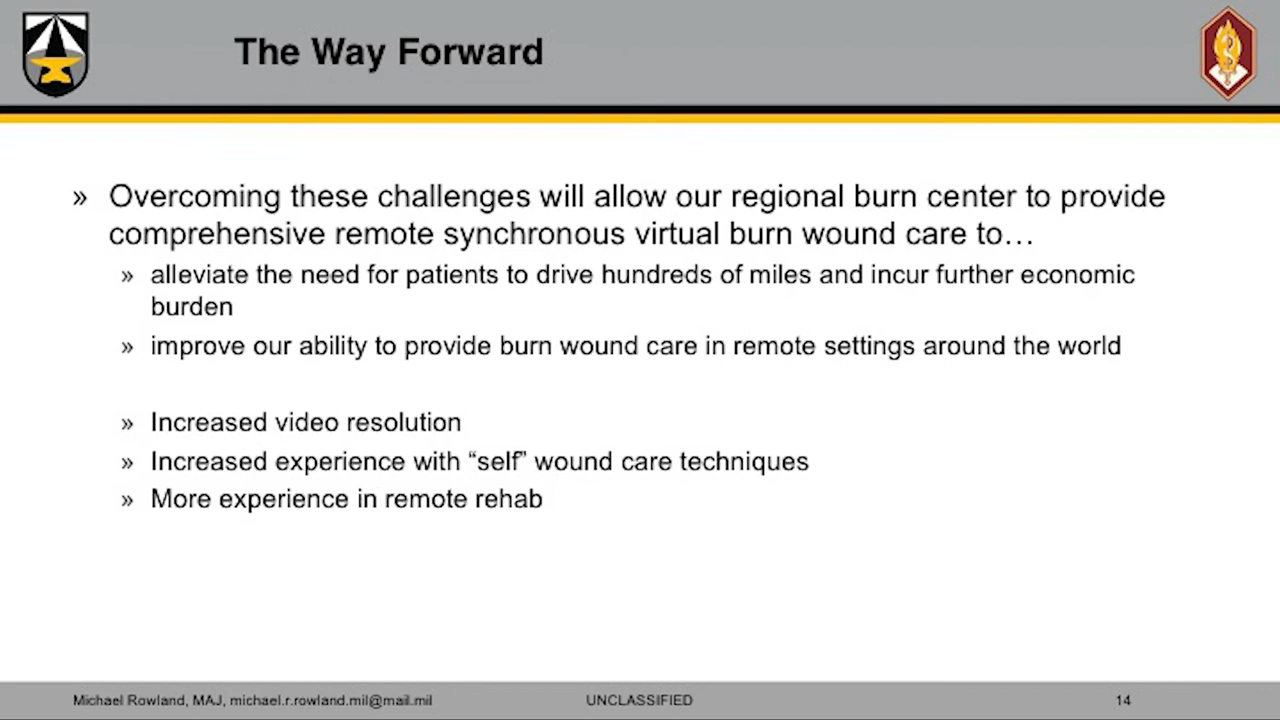 The Way Forward
» Overcoming these challenges will allow our regional burn center to provide
comprehensive remote synchronous virtual burn wound care to…
» alleviate the need for patients to drive hundreds of miles and incur further economic
burden
» improve our ability to provide burn wound care in remote settings around the world
» Increased video resolution
» Increased experience with “self” wound care techniques
» More experience in remote rehab
Michael Rowland, MAJ, michael.r.rowland.mil@mail.mil UNCLASSIFIED 14